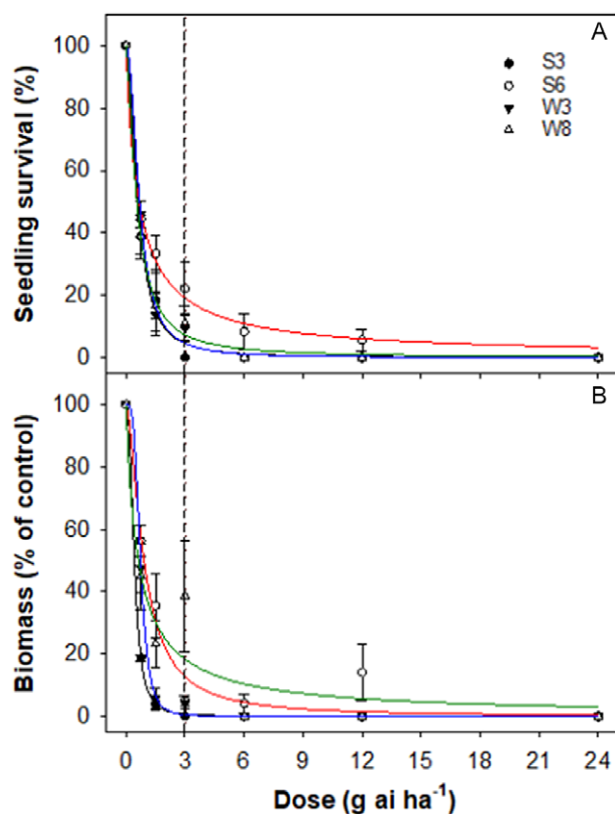 A
S3
S6
W3
W8
100
80
60
40
20
0
Seedling survival (%)
B
100
80
60
40
20
0
Biomass (% of control)
0 3 6 9 12 15 18 21 24
Dose (g ai ha⁻¹)